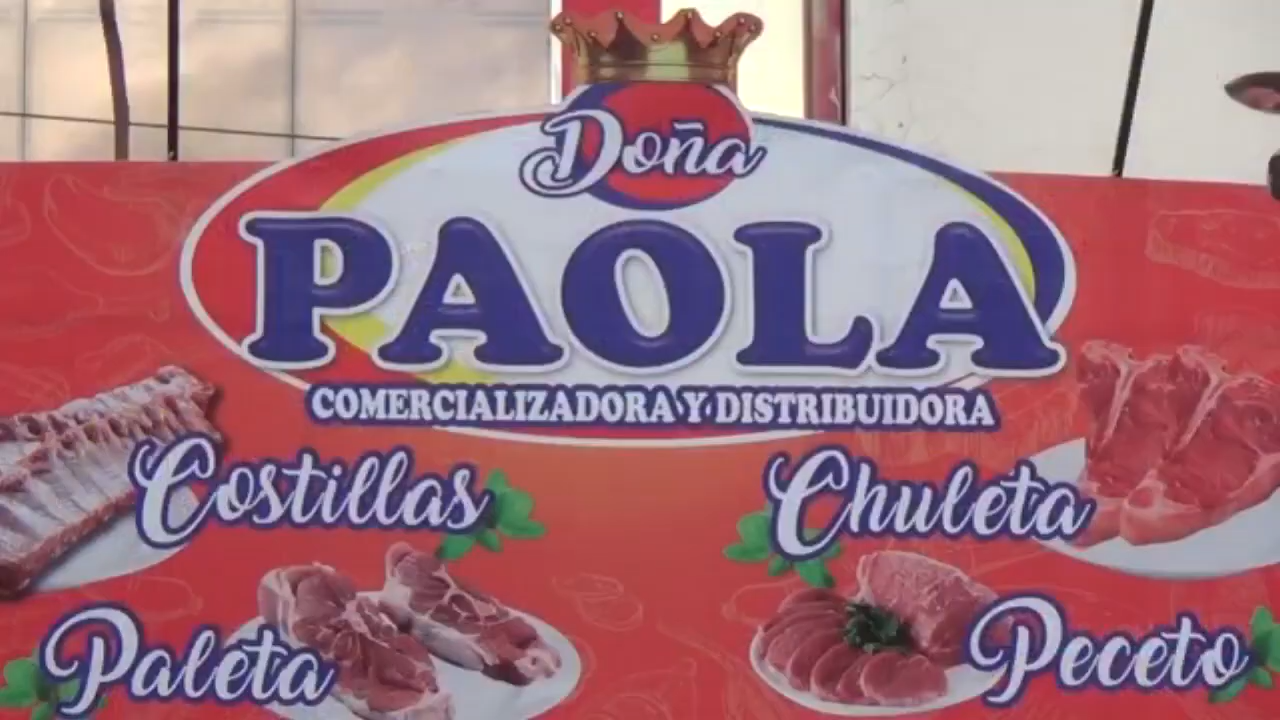 Doña
PAOLA
COMERCIALIZADORA Y DISTRIBUIDORA
Costillas
Chuleta
Paleta
Peceto